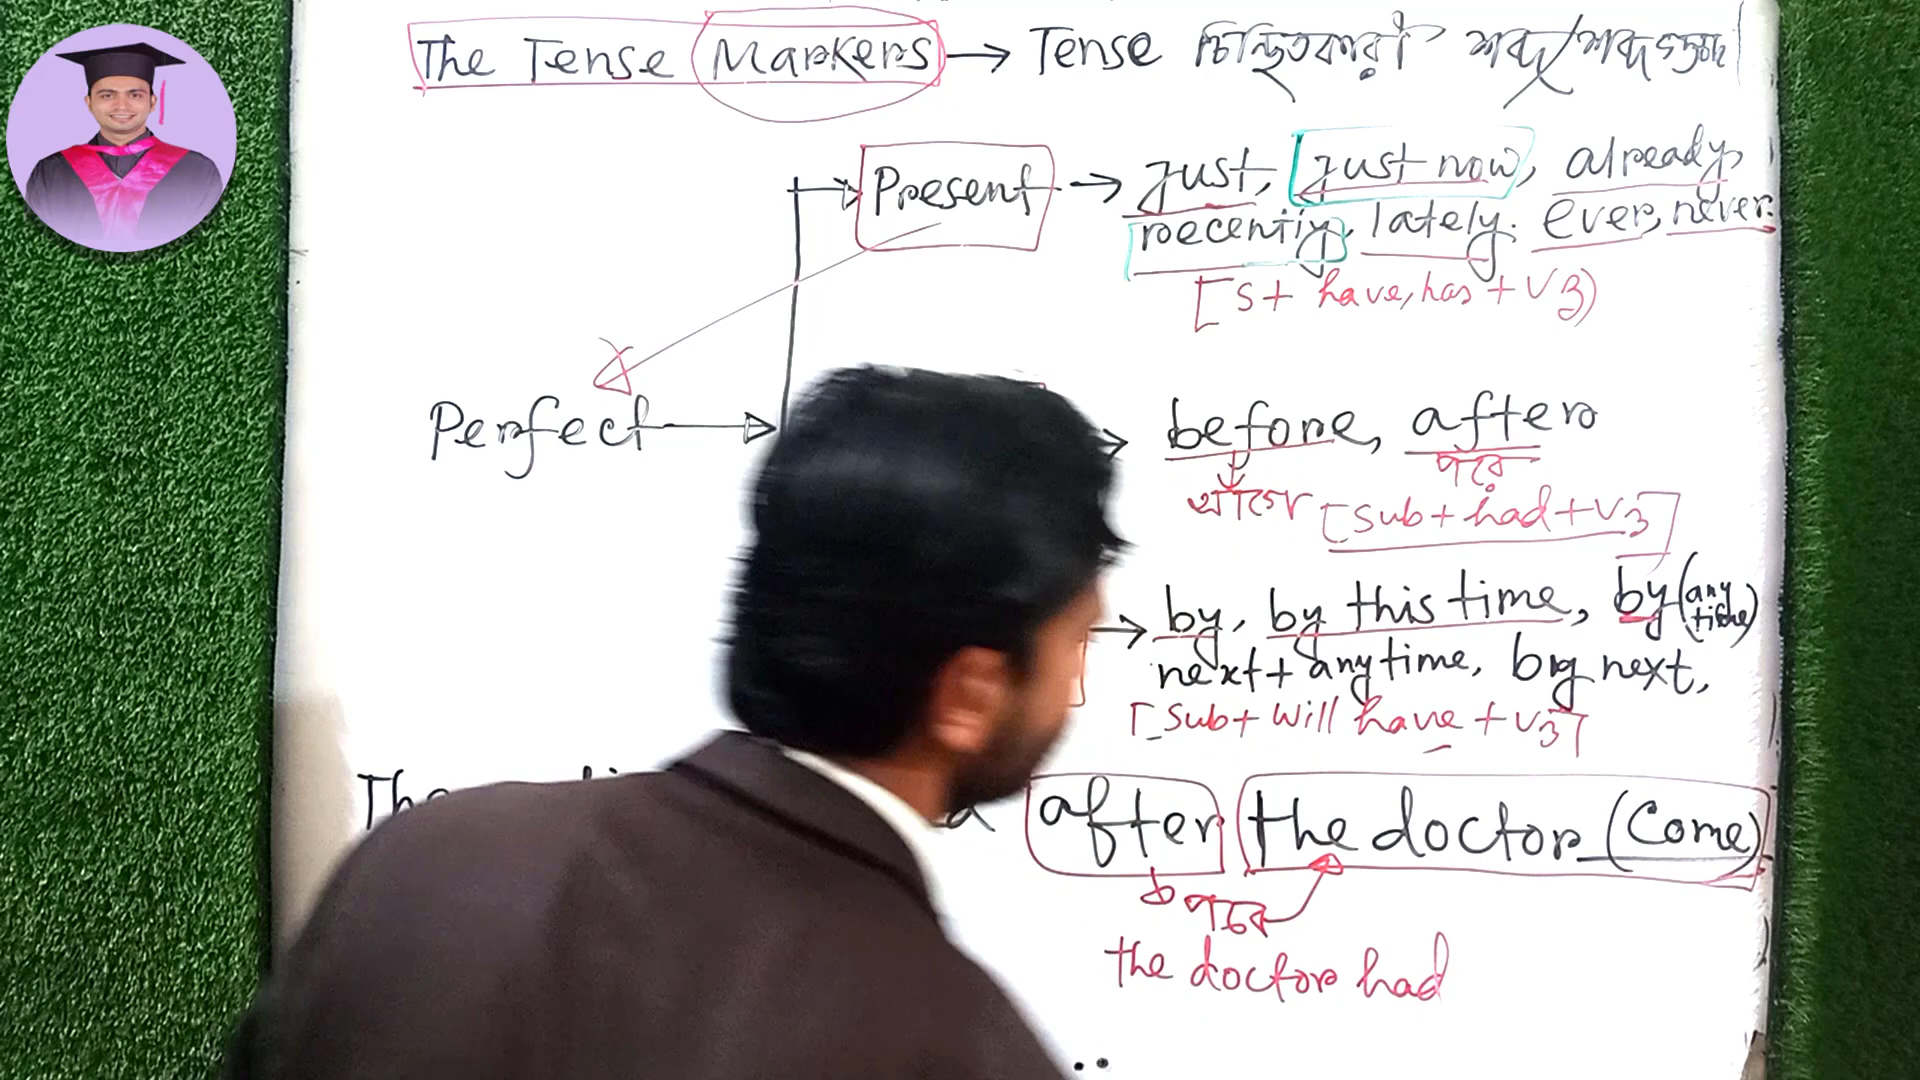 The Tense Markers → Tense চিহ্নিতকারী শব্দ/শব্দগুচ্ছ।
Present → just, just now, already,
recently, lately. ever, never.
[S+ have, has + V3)
Perfect → before, after
আগে পরে
[Sub + had + V3]
→ by, by this time, by (any time)
next + any time, by next,
[Sub + will have + V3]
after the doctor (Come)
পরে
the doctor had